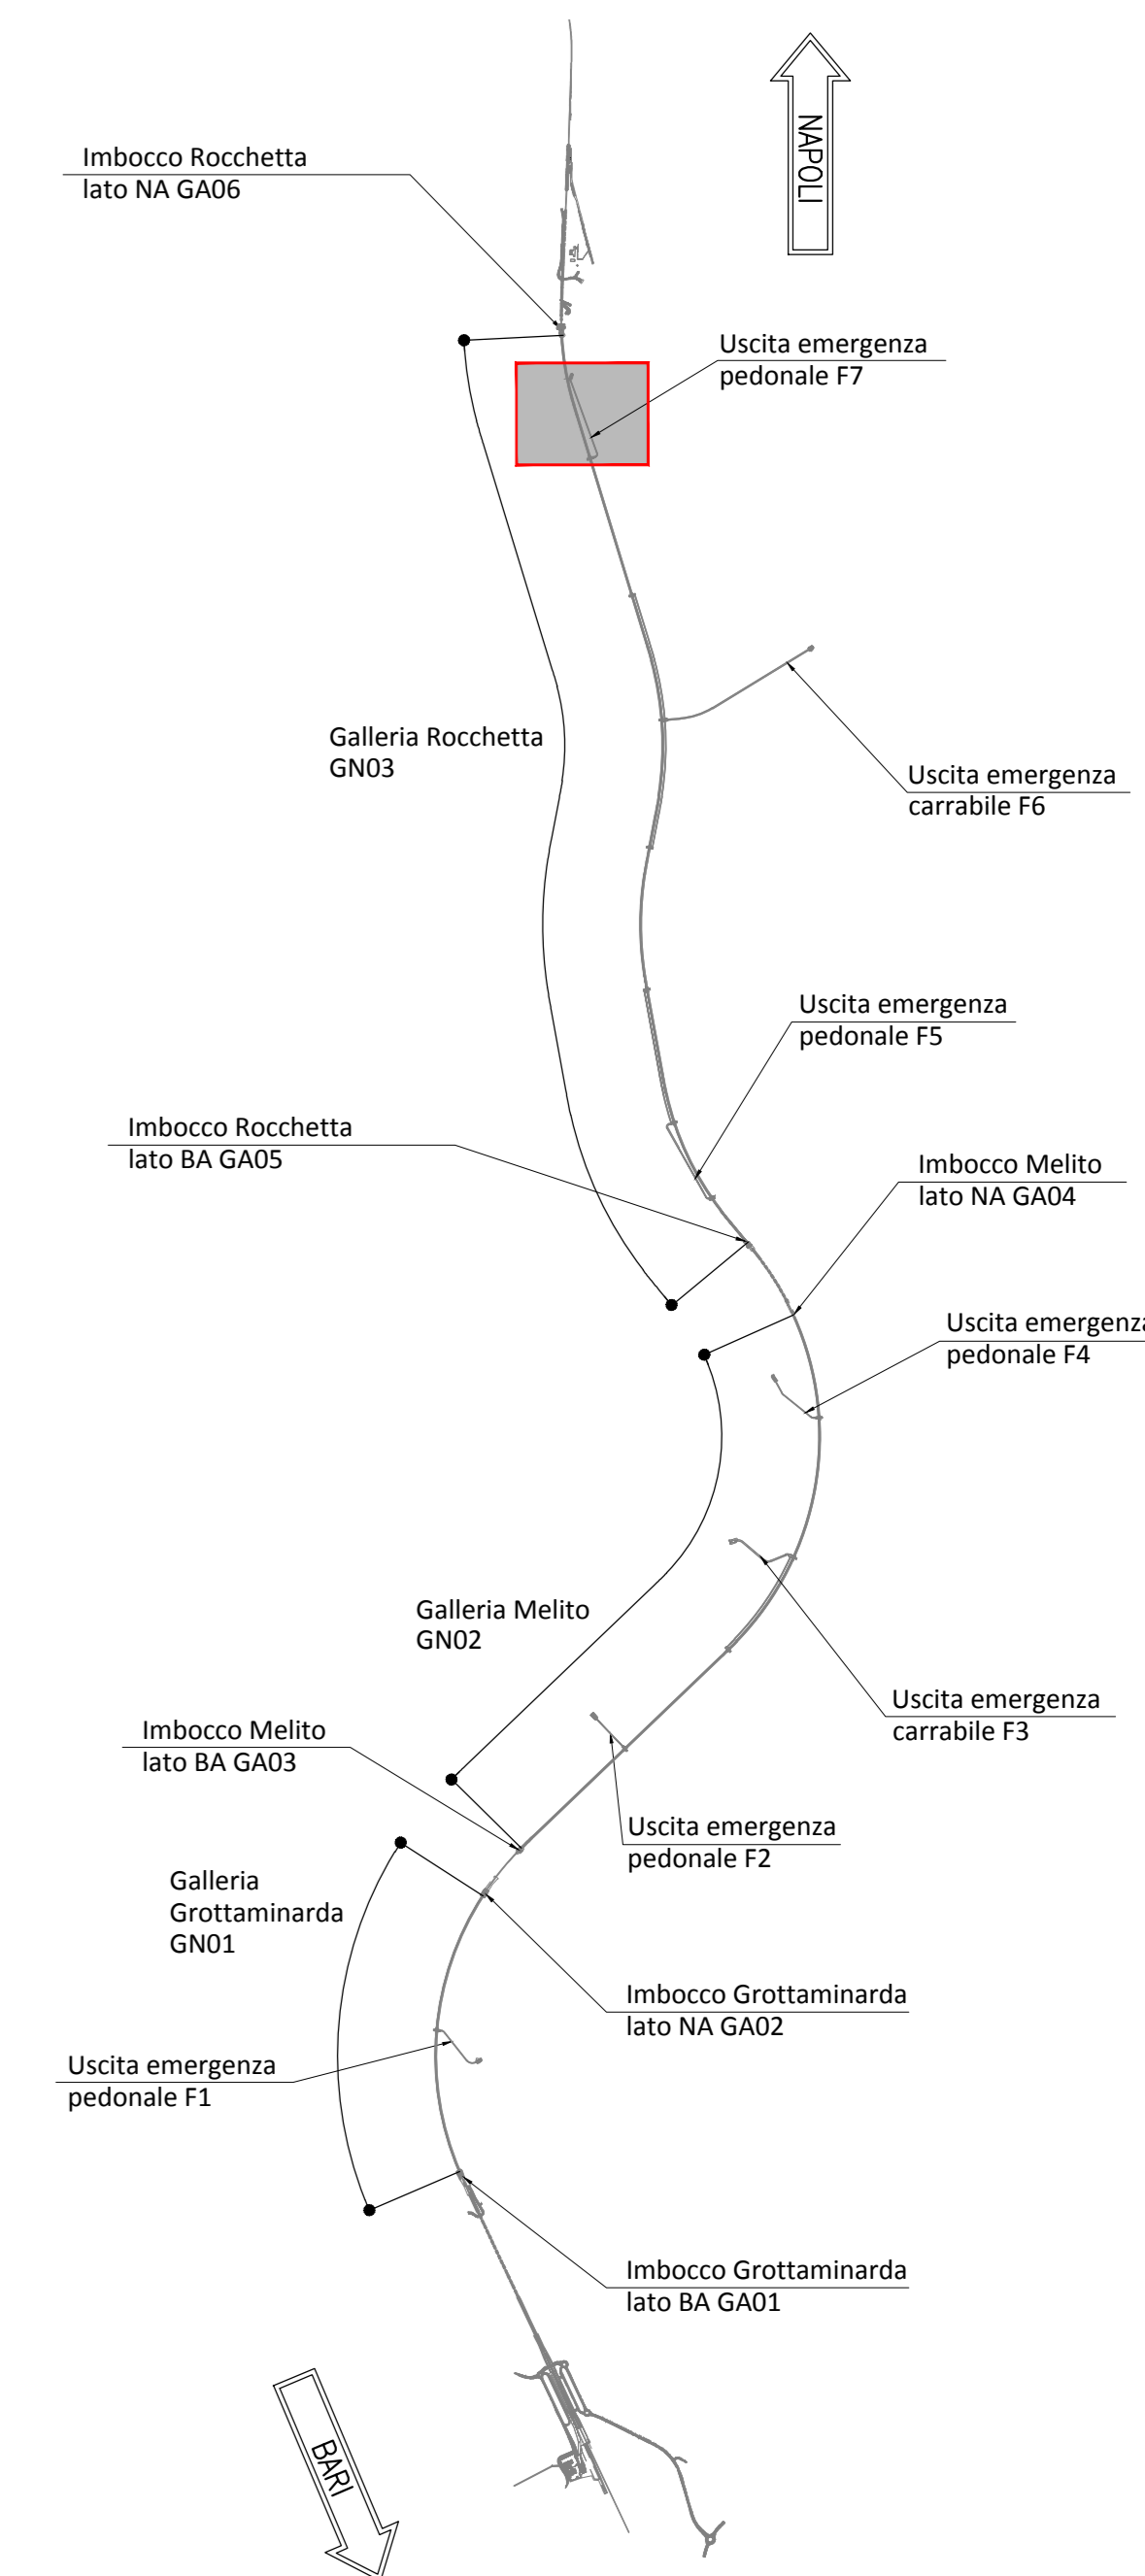 NAPOLI
Imbocco Rocchetta
lato NA GA06
Uscita emergenza
pedonale F7
Galleria Rocchetta
GN03
Uscita emergenza
carrabile F6
Uscita emergenza
pedonale F5
Imbocco Rocchetta
lato BA GA05
Imbocco Melito
lato NA GA04
Uscita emergenza
pedonale F4
Galleria Melito
GN02
Uscita emergenza
carrabile F3
Imbocco Melito
lato BA GA03
Uscita emergenza
pedonale F2
Galleria
Grottaminarda
GN01
Imbocco Grottaminarda
lato NA GA02
Uscita emergenza
pedonale F1
Imbocco Grottaminarda
lato BA GA01
BARI